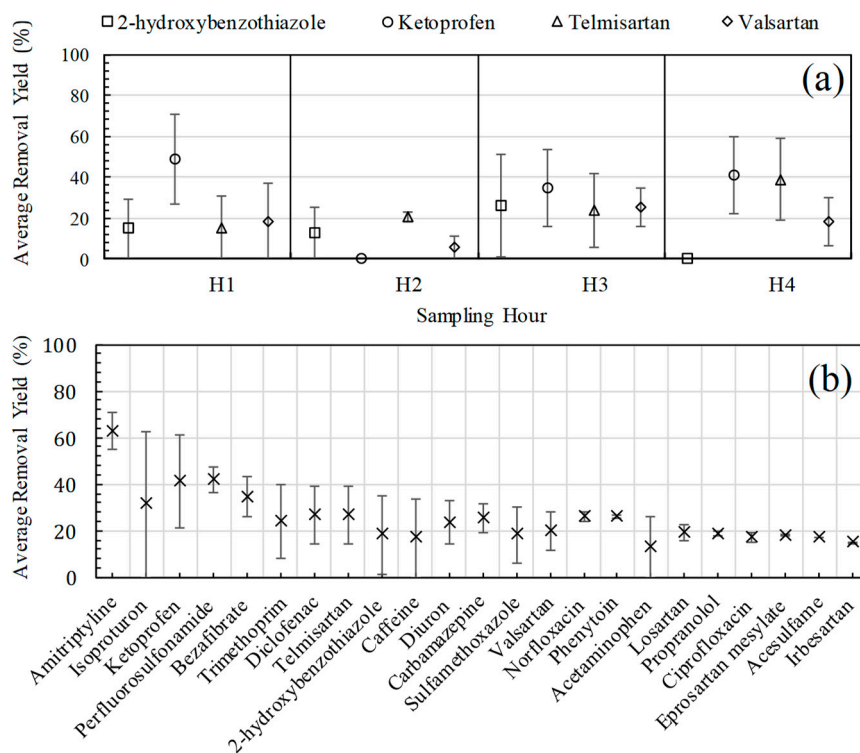 2-hydroxybenzothiazole Ketoprofen Telmisartan Valsartan
Average Removal Yield (%)
100
80
60
40
20
0
(a)
H1 H2 H3 H4
Sampling Hour
Average Removal Yield (%)
100
80
60
40
20
0
(b)
Amitriptyline
Isoproturon
Ketoprofen
Perfluorosulfonamide
Bezafibrate
Trimethoprim
Diclofenac
Telmisartan
2-hydroxybenzothiazole
Caffeine
Diuron
Carbamazepine
Sulfamethoxazole
Valsartan
Norfloxacin
Phenytoin
Acetaminophen
Losartan
Propranolol
Ciprofloxacin
Eprosartan mesylate
Acesulfame
Irbesartan